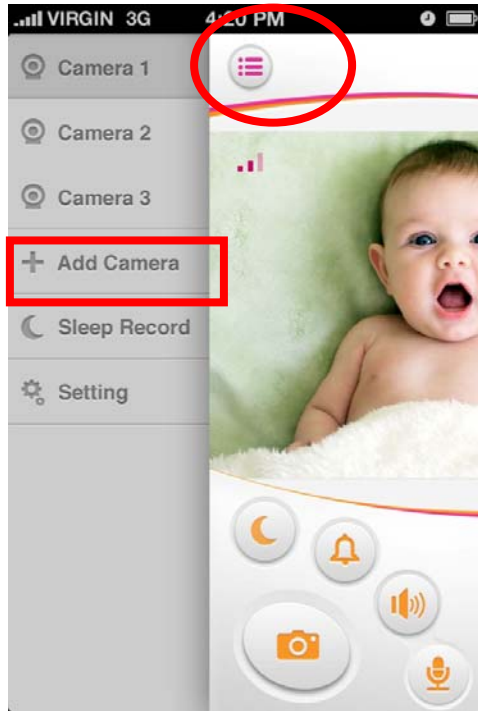 VIRGIN 3G 4:20 PM
Camera 1
Camera 2
Camera 3
Add Camera
Sleep Record
Setting